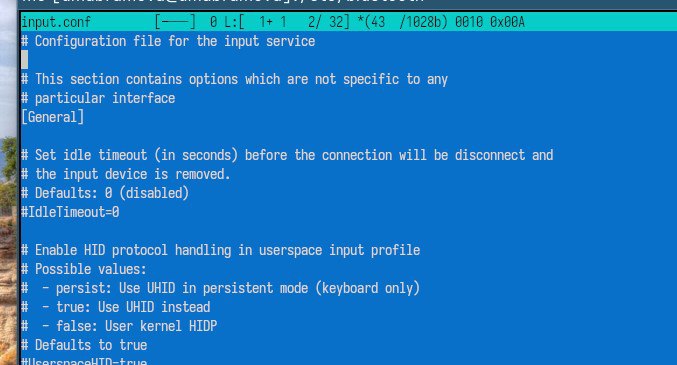 input.conf [----] 0 L:[ 1+ 1 2/ 32] *(43 /1028b) 0010 0x00A
# Configuration file for the input service
# This section contains options which are not specific to any
# particular interface
[General]
# Set idle timeout (in seconds) before the connection will be disconnect and
# the input device is removed.
# Defaults: 0 (disabled)
#IdleTimeout=0
# Enable HID protocol handling in userspace input profile
# Possible values:
# - persist: Use UHID in persistent mode (keyboard only)
# - true: Use UHID instead
# - false: User kernel HIDP
# Defaults to true
#UserspaceHID=true